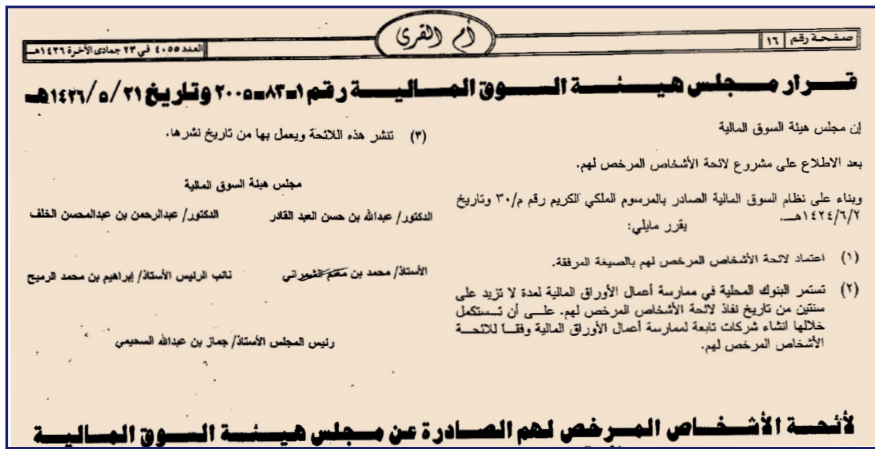 صفحة رقم ١٦
أم القرى
العدد ٤٠٥٥ في ٢٣ جمادى الآخرة ١٤٢٦هـ
قرار مجلس هيئة السوق المالية رقم ١-٨٣-٢٠٠٥ وتاريخ ١٤٢٦/٥/٢١هـ
إن مجلس هيئة السوق المالية
بعد الاطلاع على مشروع لائحة الأشخاص المرخص لهم.
وبناء على نظام السوق المالية الصادر بالمرسوم الملكي الكريم رقم م/٣٠ وتاريخ
١٤٢٤/٦/٢هـ.
يقرر مايلي:
(١) اعتماد لائحة الأشخاص المرخص لهم بالصيغة المرفقة.
(٢) تستمر البنوك المحلية في ممارسة أعمال الأوراق المالية لمدة لا تزيد على
سنتين من تاريخ نفاذ لائحة الأشخاص المرخص لهم. على أن تستكمل
خلالها انشاء شركات تابعة لممارسة أعمال الأوراق المالية وفقا للائحة
الأشخاص المرخص لهم.
(٣) تنشر هذه اللائحة ويعمل بها من تاريخ نشرها.
مجلس هيئة السوق المالية
الدكتور/ عبدالله بن حسن العبد القادر الدكتور/ عبدالرحمن بن عبدالمحسن الخلف
الأستاذ/ محمد بن الشمراني نائب الرئيس الأستاذ/ إبراهيم بن محمد الرميح
رئيس المجلس الأستاذ/ جماز بن عبدالله السحيمي
لائحة الأشخاص المرخص لهم الصادرة عن مجلس هيئة السوق المالية